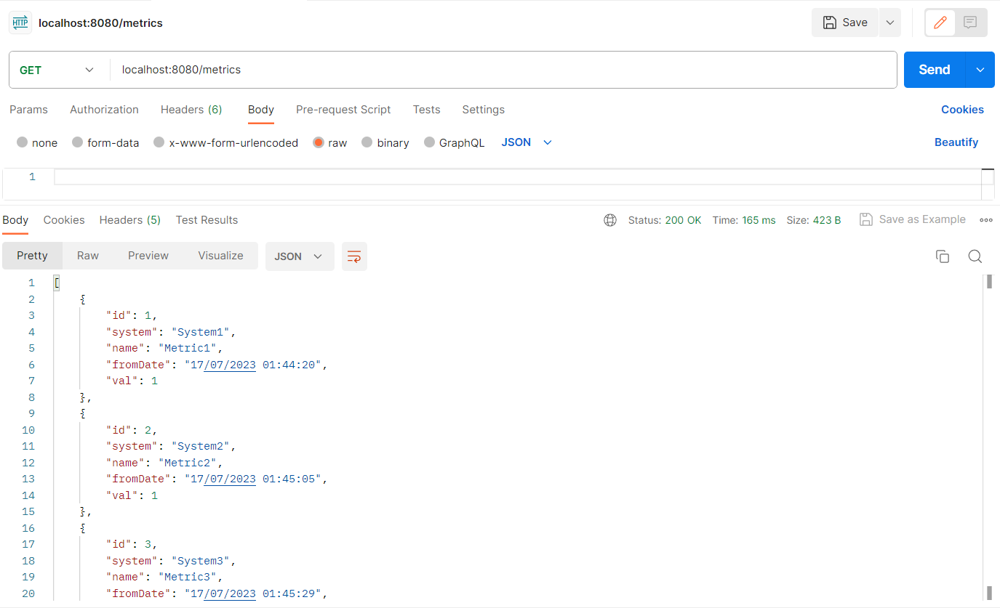 HTTP localhost:8080/metrics Save
GET localhost:8080/metrics Send
Params Authorization Headers (6) Body Pre-request Script Tests Settings Cookies
none form-data x-www-form-urlencoded raw binary GraphQL JSON Beautify
1
Body Cookies Headers (5) Test Results Status: 200 OK Time: 165 ms Size: 423 B Save as Example
Pretty Raw Preview Visualize JSON
1 [
2 {
3 "id": 1,
4 "system": "System1",
5 "name": "Metric1",
6 "fromDate": "17/07/2023 01:44:20",
7 "val": 1
8 },
9 {
10 "id": 2,
11 "system": "System2",
12 "name": "Metric2",
13 "fromDate": "17/07/2023 01:45:05",
14 "val": 1
15 },
16 {
17 "id": 3,
18 "system": "System3",
19 "name": "Metric3",
20 "fromDate": "17/07/2023 01:45:29",